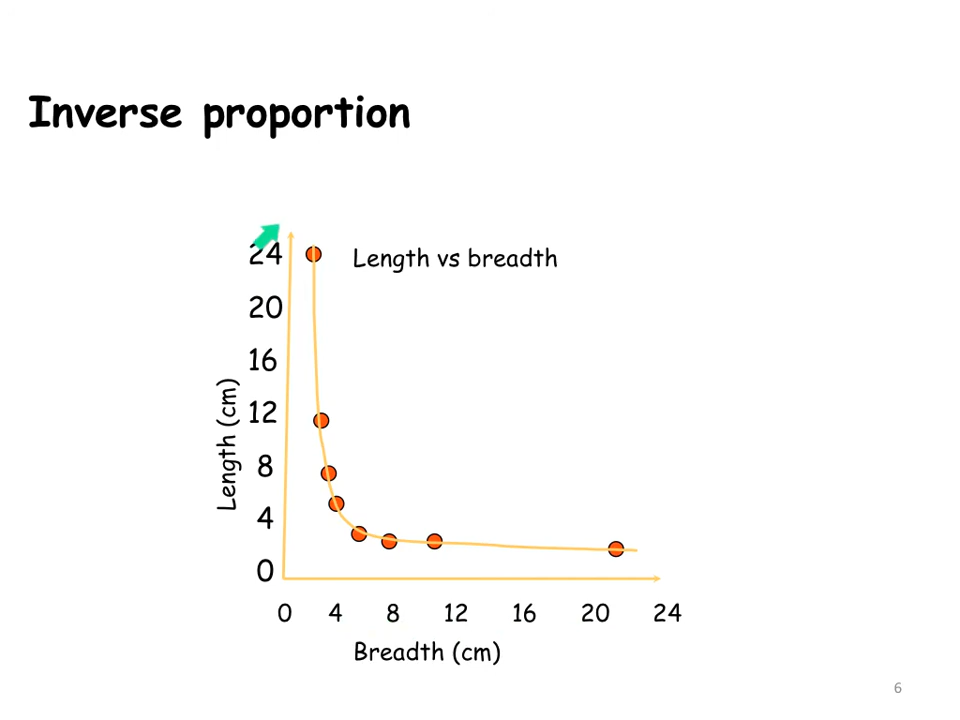 Inverse proportion
Length vs breadth
24
20
16
12
8
4
0
Length (cm)
0 4 8 12 16 20 24
Breadth (cm)
6